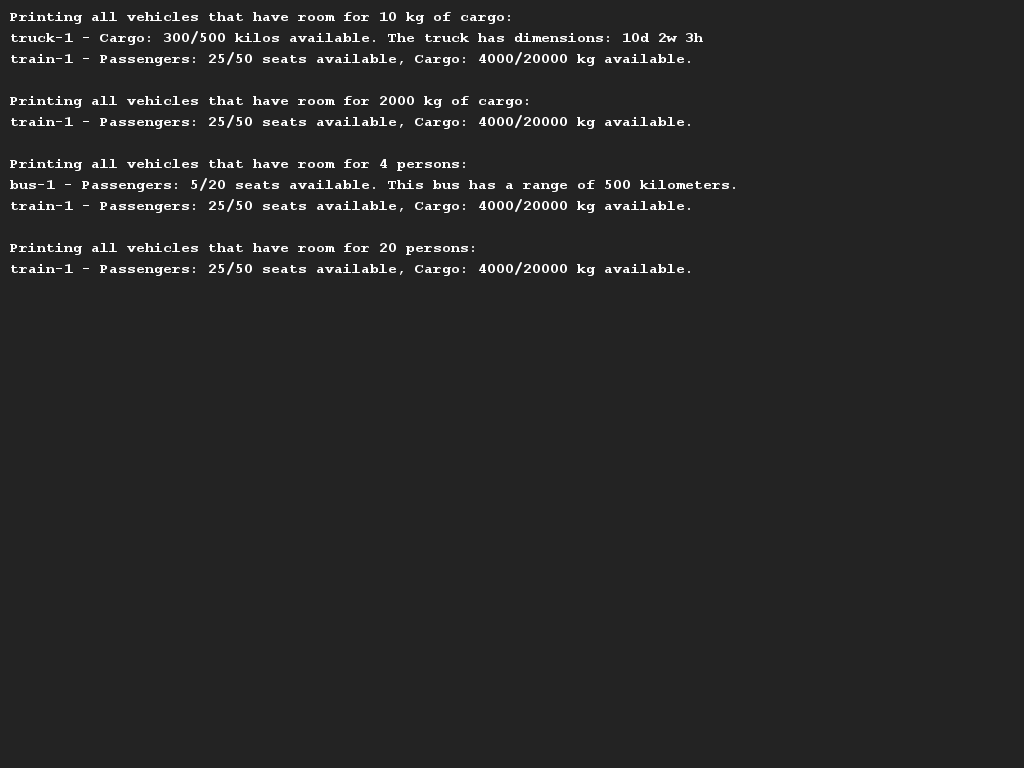 Printing all vehicles that have room for 10 kg of cargo:
truck-1 - Cargo: 300/500 kilos available. The truck has dimensions: 10d 2w 3h
train-1 - Passengers: 25/50 seats available, Cargo: 4000/20000 kg available.

Printing all vehicles that have room for 2000 kg of cargo:
train-1 - Passengers: 25/50 seats available, Cargo: 4000/20000 kg available.

Printing all vehicles that have room for 4 persons:
bus-1 - Passengers: 5/20 seats available. This bus has a range of 500 kilometers.
train-1 - Passengers: 25/50 seats available, Cargo: 4000/20000 kg available.

Printing all vehicles that have room for 20 persons:
train-1 - Passengers: 25/50 seats available, Cargo: 4000/20000 kg available.